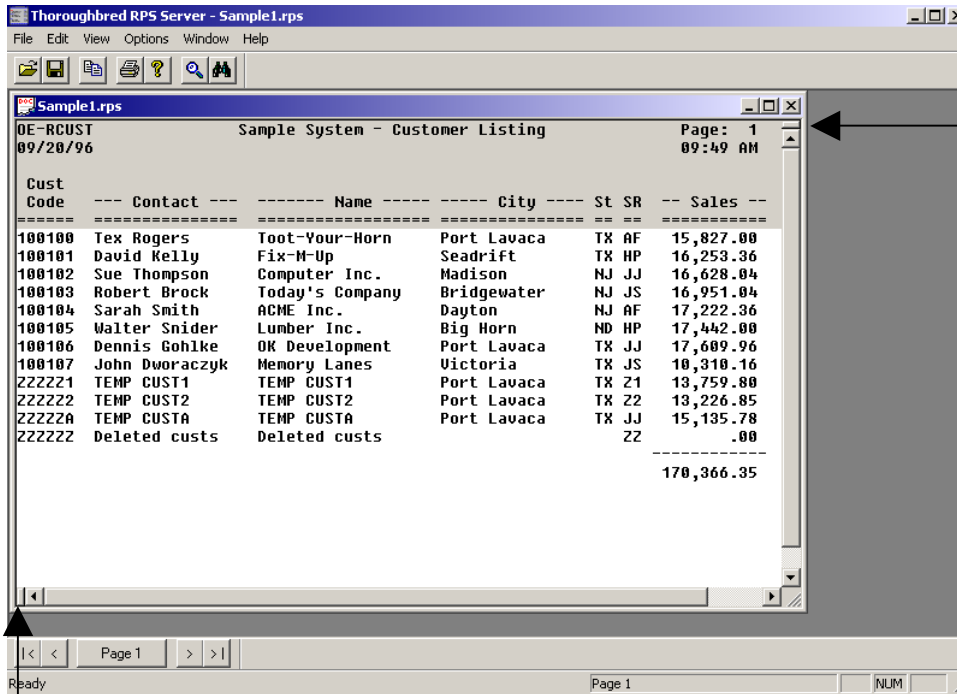 Thoroughbred RPS Server - Sample1.rps
File Edit View Options Window Help
Sample1.rps
OE-RCUST Sample System - Customer Listing Page: 1
09/20/96 09:49 AM
Cust
Code --- Contact --- ------- Name ----- ----- City ---- St SR -- Sales --
====== =============== =============== =============== == == ===========
100100 Tex Rogers Toot-Your-Horn Port Lavaca TX AF 15,827.00
100101 David Kelly Fix-M-Up Seadrift TX HP 16,253.36
100102 Sue Thompson Computer Inc. Madison NJ JJ 16,628.04
100103 Robert Brock Today's Company Bridgewater NJ JS 16,951.04
100104 Sarah Smith ACME Inc. Dayton NJ AF 17,222.36
100105 Walter Snider Lumber Inc. Big Horn ND HP 17,442.00
100106 Dennis Gohlke OK Development Port Lavaca TX JJ 17,609.96
100107 John Dworaczyk Memory Lanes Victoria TX JS 10,310.16
ZZZZZ1 TEMP CUST1 TEMP CUST1 Port Lavaca TX Z1 13,759.80
ZZZZZ2 TEMP CUST2 TEMP CUST2 Port Lavaca TX Z2 13,226.85
ZZZZZA TEMP CUSTA TEMP CUSTA Port Lavaca TX JJ 15,135.78
ZZZZZZ Deleted custs Deleted custs ZZ .00
------------
170,366.35
|< < Page 1 > >|
Ready Page 1 NUM